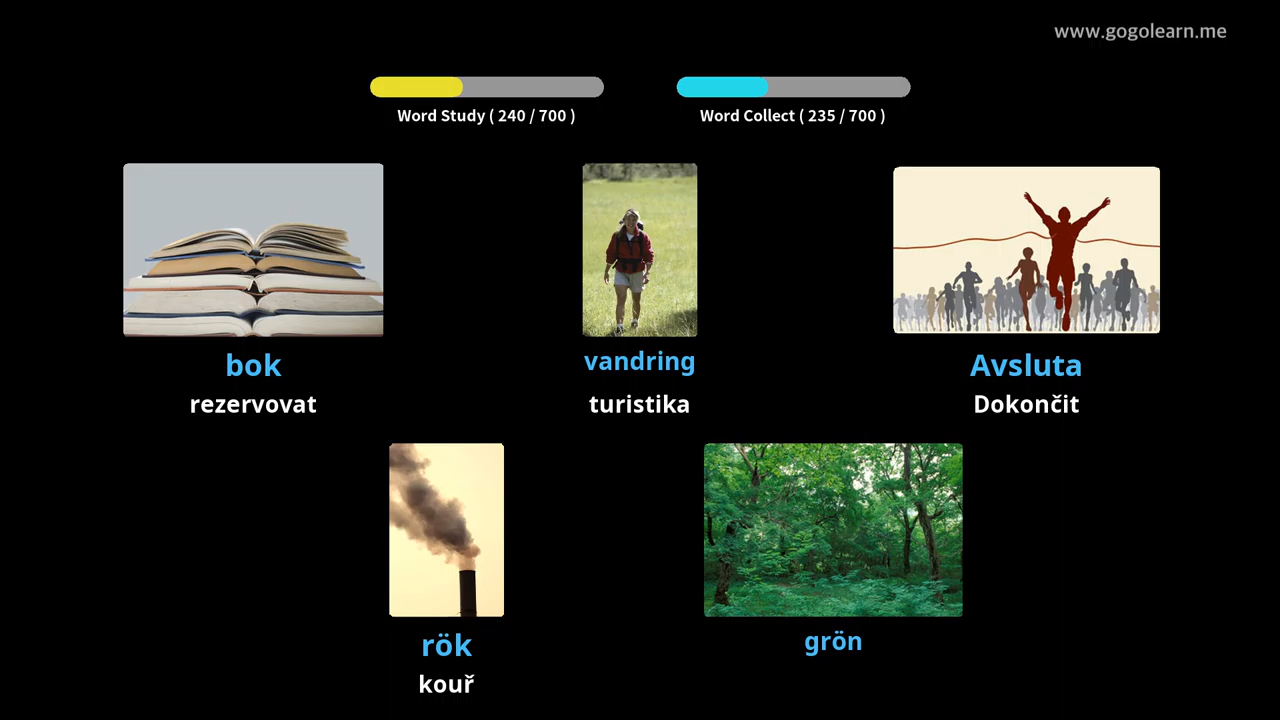 www.gogolearn.me
Word Study ( 240 / 700 )
Word Collect ( 235 / 700 )
bok
rezervovat
vandring
turistika
Avsluta
Dokončit
rök
kouř
grön